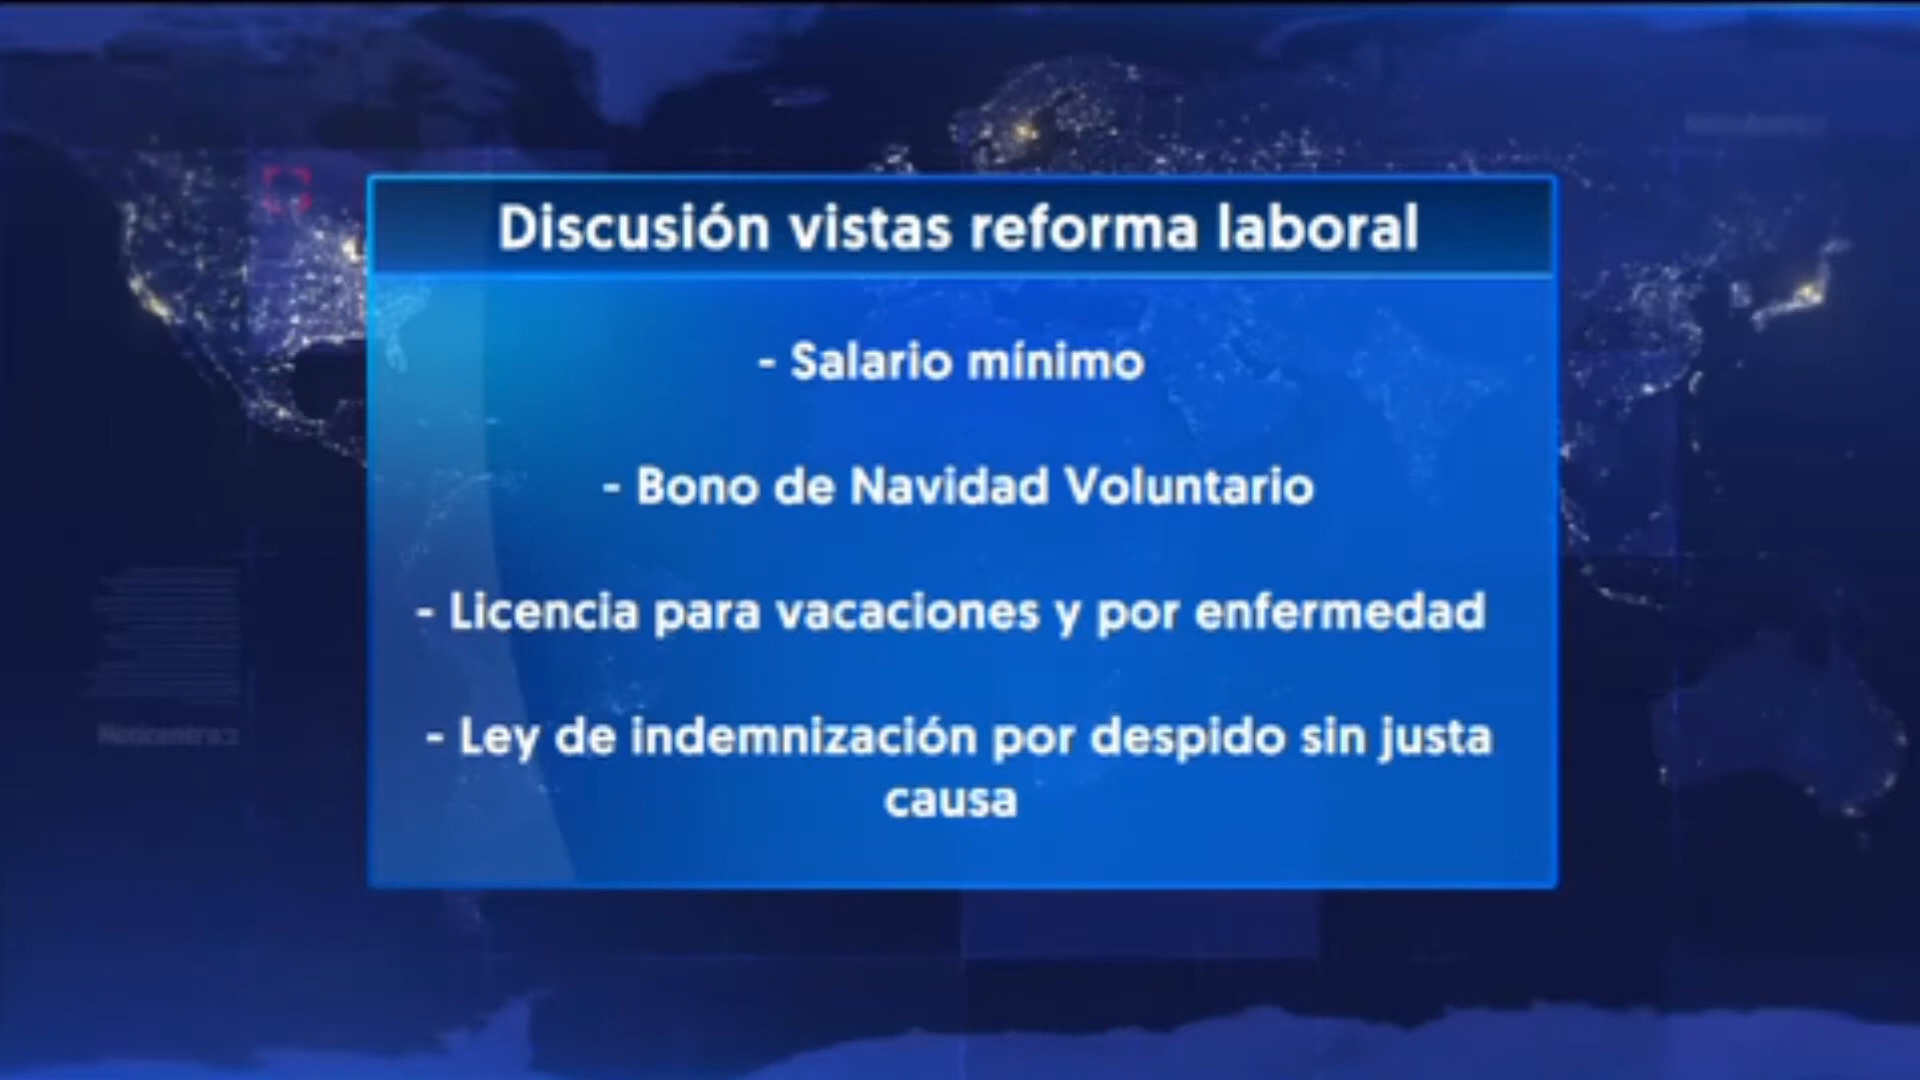 Discusión vistas reforma laboral
- Salario mínimo
- Bono de Navidad Voluntario
- Licencia para vacaciones y por enfermedad
- Ley de indemnización por despido sin justa
causa